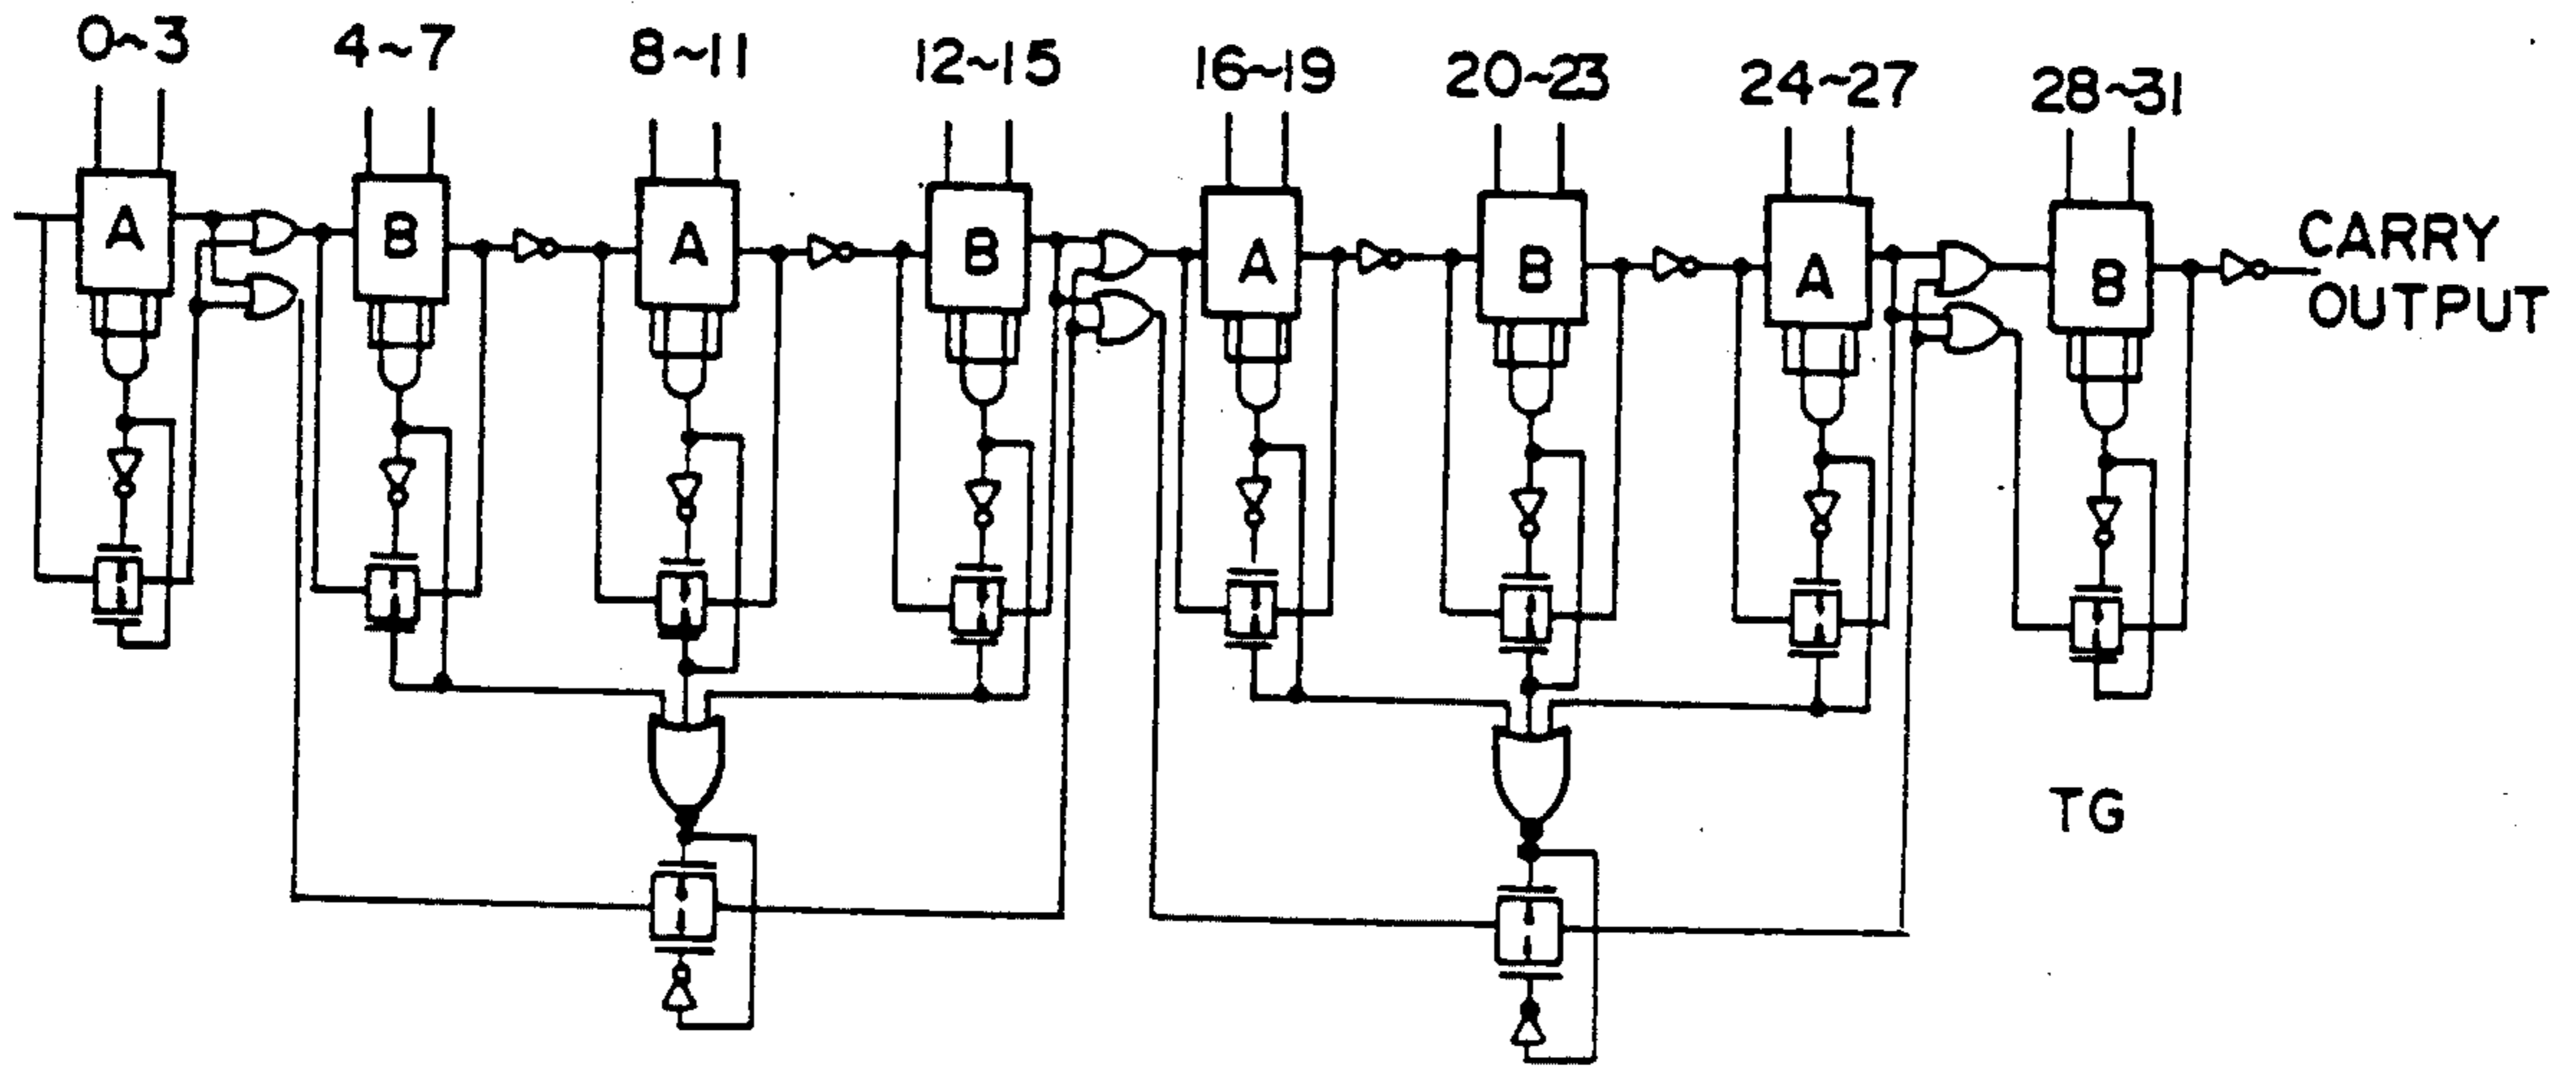 0~3 4~7 8~11 12~15 16~19 20~23 24~27 28~31
A B A B A B A B
CARRY
OUTPUT
TG